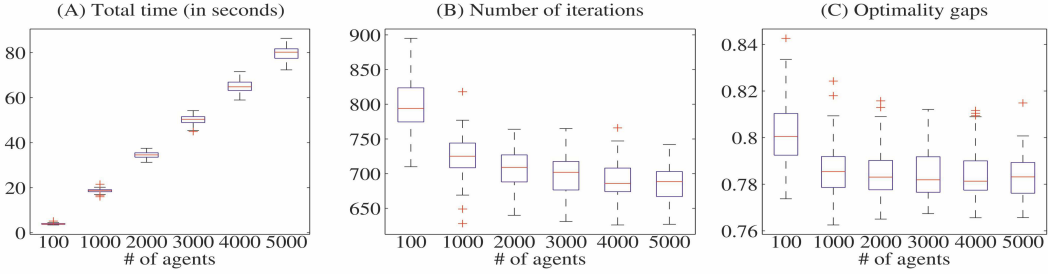 (A) Total time (in seconds)
80
60
40
20
0
100 1000 2000 3000 4000 5000
# of agents
(B) Number of iterations
900
850
800
750
700
650
100 1000 2000 3000 4000 5000
# of agents
(C) Optimality gaps
0.84
0.82
0.8
0.78
0.76
100 1000 2000 3000 4000 5000
# of agents